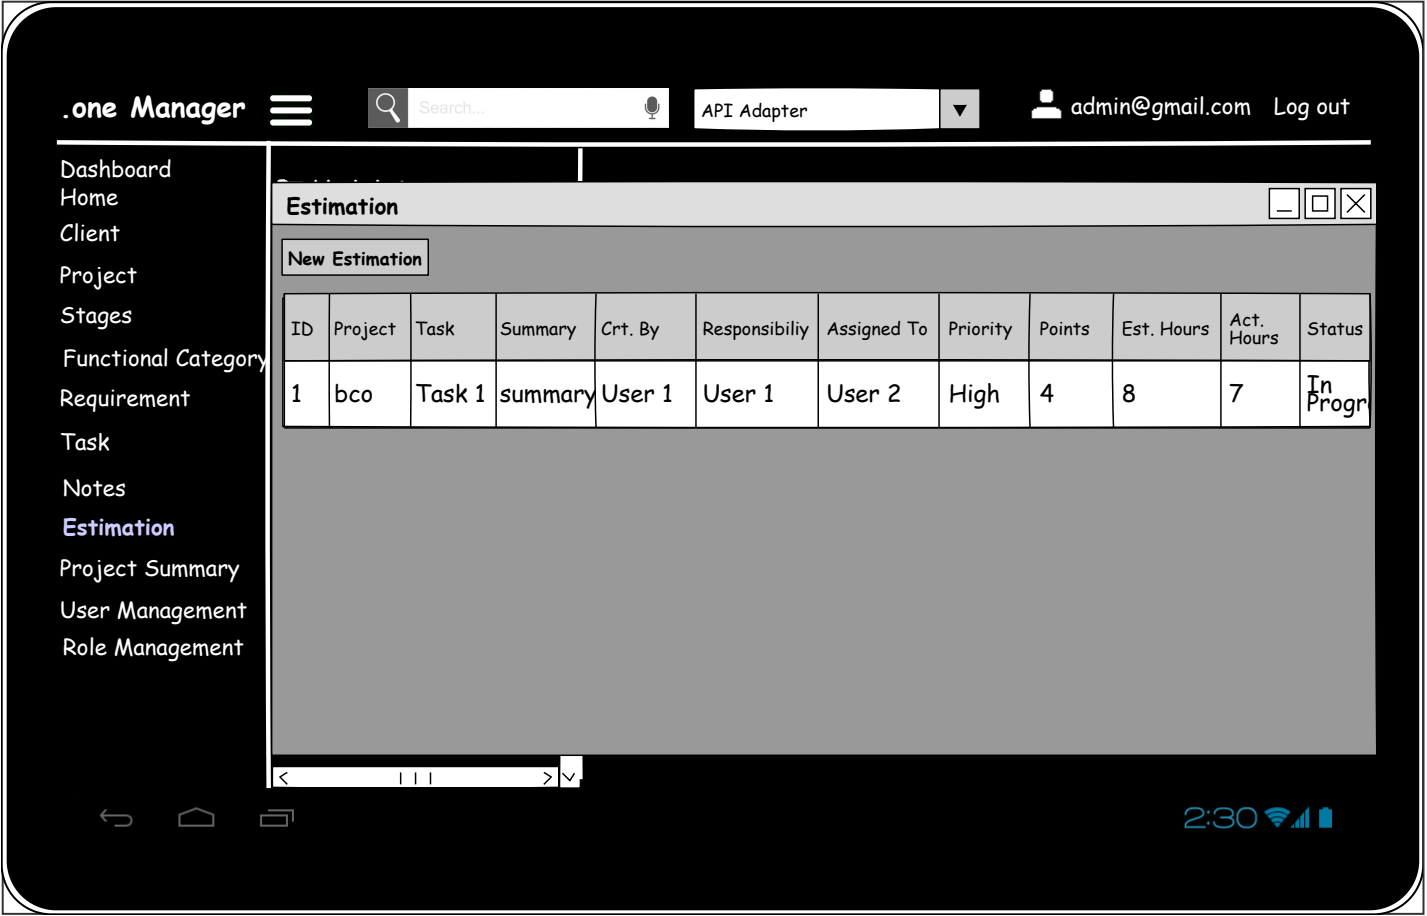 .one Manager
Search...
API Adapter
admin@gmail.com Log out
Dashboard
Home
Client
Project
Stages
Functional Category
Requirement
Task
Notes
Estimation
Project Summary
User Management
Role Management
Estimation
New Estimation
ID Project Task Summary Crt. By Responsibiliy Assigned To Priority Points Est. Hours Act. Hours Status
1 bco Task 1 summary User 1 User 1 User 2 High 4 8 7 In Progr
2:30